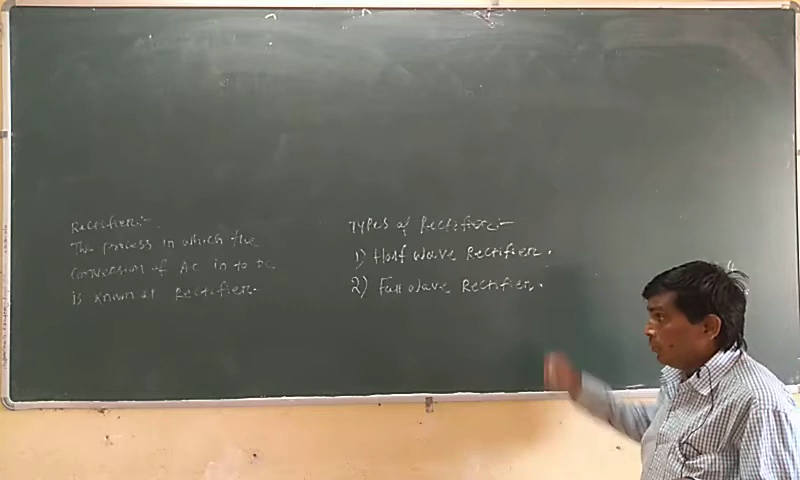 Rectifier:-
The process in which the
conversion of AC in to DC
is known as Rectifier.
Types of Rectifier:-
1) Half Wave Rectifier.
2) Full Wave Rectifier.